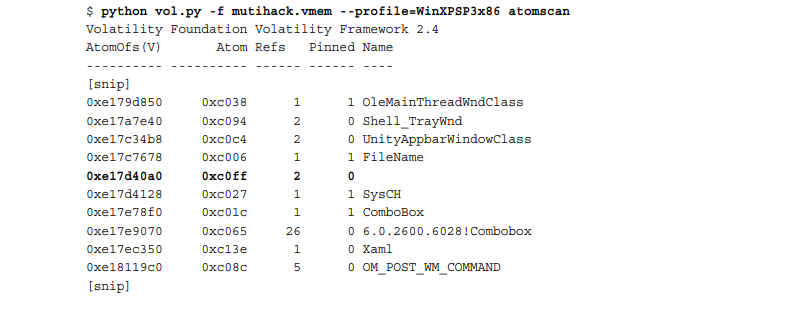 $ python vol.py -f mutihack.vmem --profile=WinXPSP3x86 atomscan
Volatility Foundation Volatility Framework 2.4
AtomOfs(V) Atom Refs Pinned Name
---------- ---------- ------ ------ ----
[snip]
0xe179d850 0xc038 1 1 OleMainThreadWndClass
0xe17a7e40 0xc094 2 0 Shell_TrayWnd
0xe17c34b8 0xc0c4 2 0 UnityAppbarWindowClass
0xe17c7678 0xc006 1 1 FileName
0xe17d40a0 0xc0ff 2 0
0xe17d4128 0xc027 1 1 SysCH
0xe17e78f0 0xc01c 1 1 ComboBox
0xe17e9070 0xc065 26 0 6.0.2600.6028!Combobox
0xe17ec350 0xc13e 1 0 Xaml
0xe18119c0 0xc08c 5 0 OM_POST_WM_COMMAND
[snip]